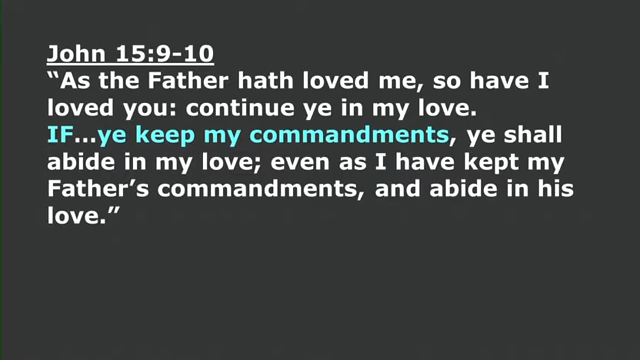 John 15:9-10
“As the Father hath loved me, so have I
loved you: continue ye in my love.
IF…ye keep my commandments, ye shall
abide in my love; even as I have kept my
Father’s commandments, and abide in his
love.”